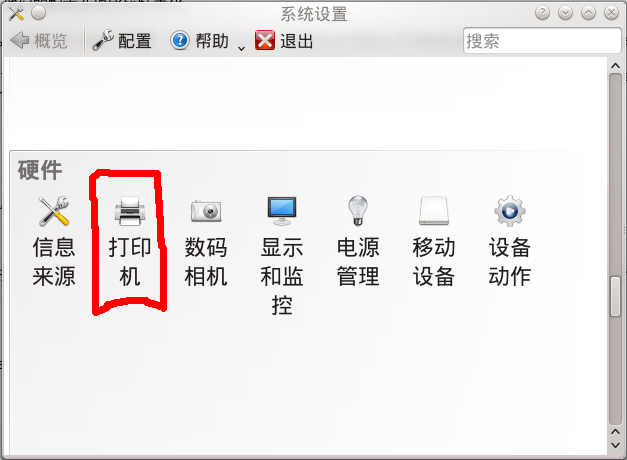 系统设置
概览 配置 帮助 退出 搜索
硬件
信息来源 打印机 数码相机 显示和监控 电源管理 移动设备 设备动作